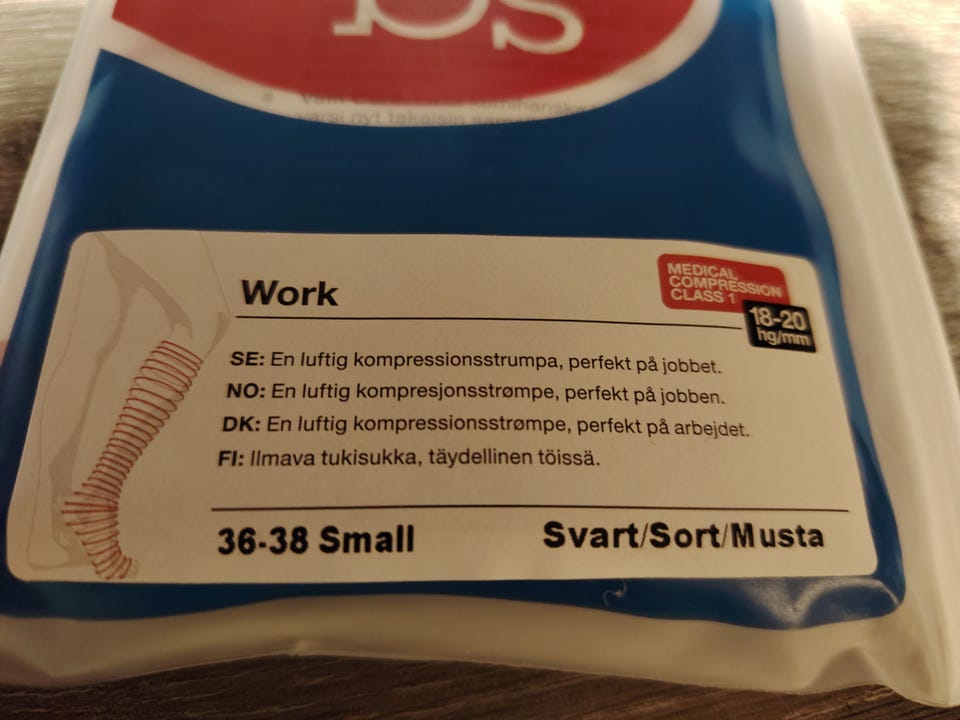 Work
MEDICAL
COMPRESSION
CLASS 1
18-20
hg/mm
SE: En luftig kompressionsstrumpa, perfekt på jobbet.
NO: En luftig kompresjonsstrømpe, perfekt på jobben.
DK: En luftig kompressionsstrømpe, perfekt på arbejdet.
FI: Ilmava tukisukka, täydellinen töissä.
36-38 Small
Svart/Sort/Musta